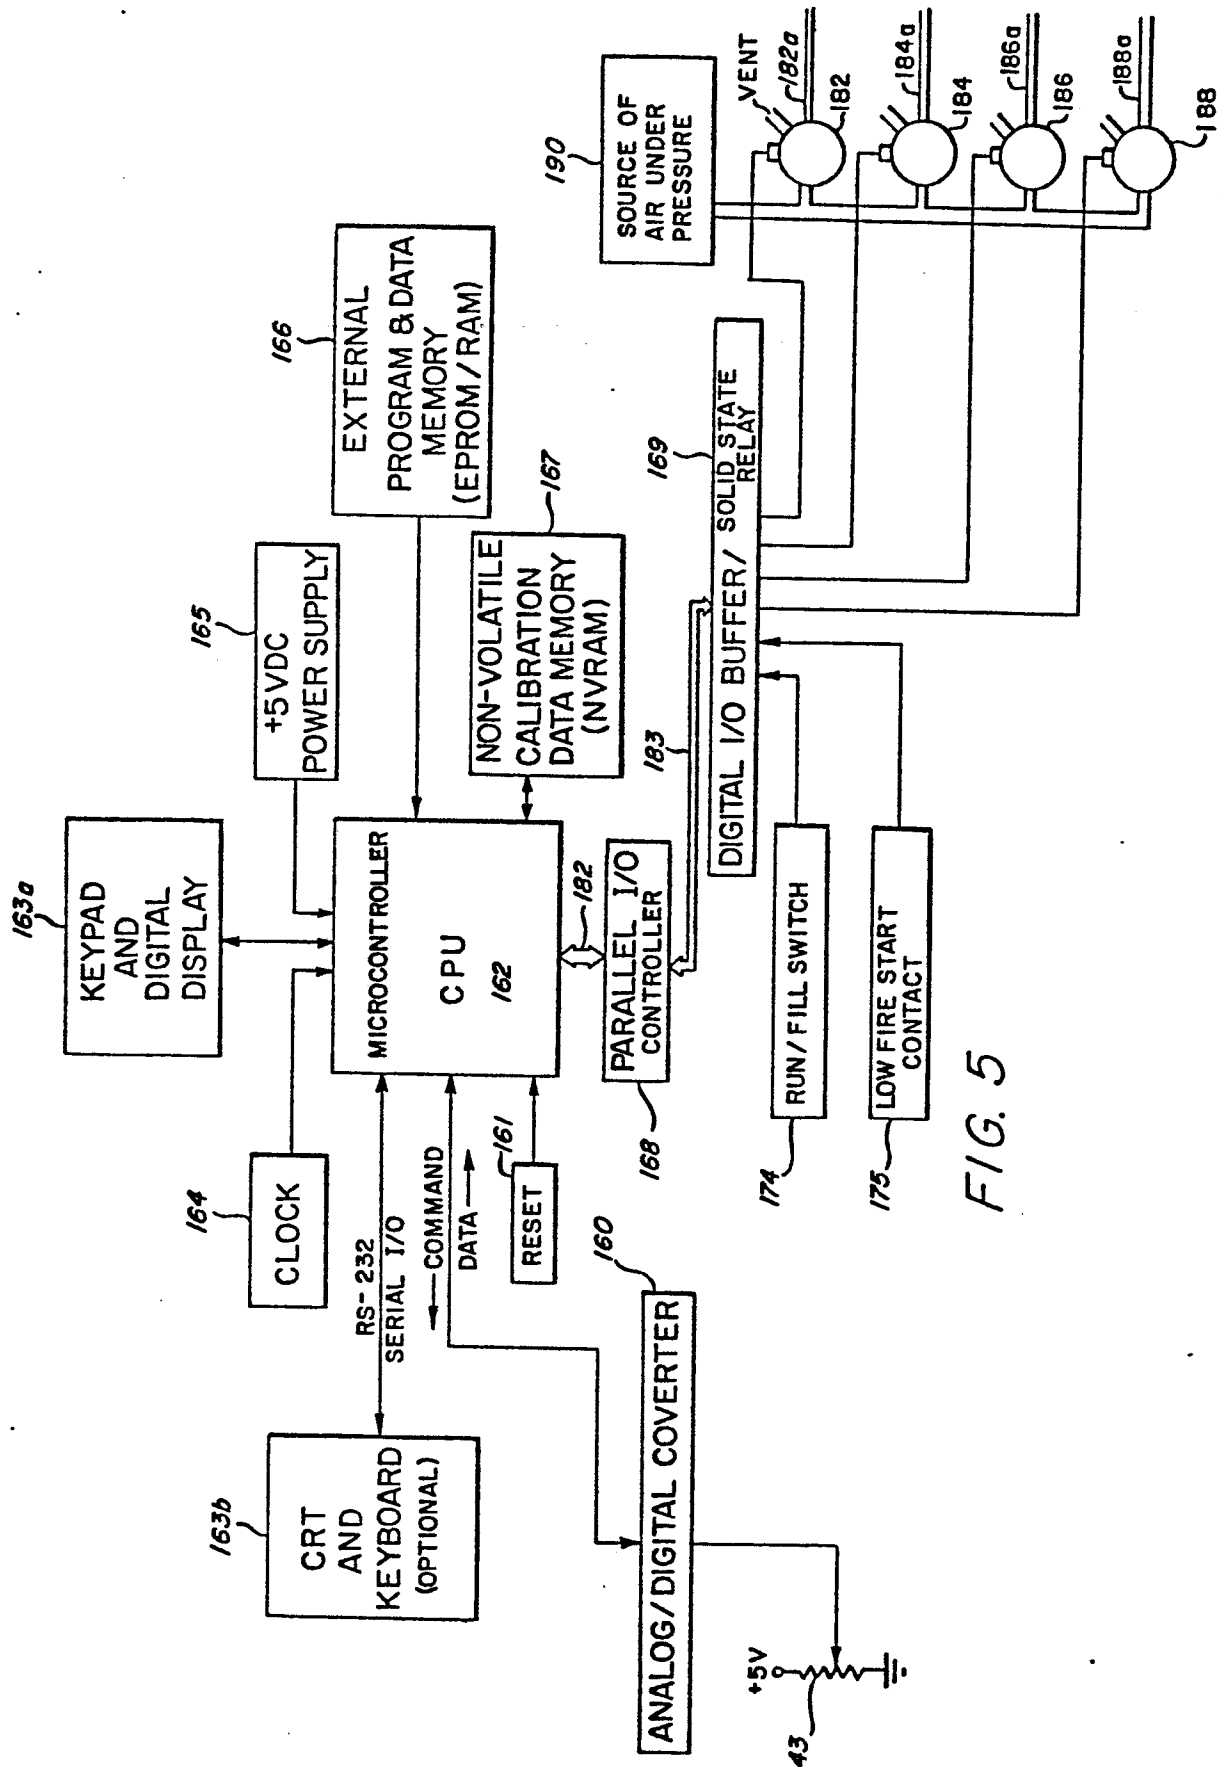 163a
KEYPAD
AND
DIGITAL
DISPLAY
165
+5VDC
POWER SUPPLY
166
EXTERNAL
PROGRAM & DATA
MEMORY
(EPROM/RAM)
190
SOURCE OF
AIR UNDER
PRESSURE
VENT
182a
182
184a
184
186a
186
188a
188
164
CLOCK
163b
CRT
AND
KEYBOARD
(OPTIONAL)
RS-232
SERIAL I/O
COMMAND
DATA
161
RESET
MICROCONTROLLER
CPU
162
167
NON-VOLATILE
CALIBRATION
DATA MEMORY
(NVRAM)
182
168
PARALLEL I/O
CONTROLLER
183
169
DIGITAL I/O BUFFER/SOLID STATE
RELAY
160
ANALOG/DIGITAL COVERTER
+5V
43
174
RUN/FILL SWITCH
175
LOW FIRE START
CONTACT
FIG. 5